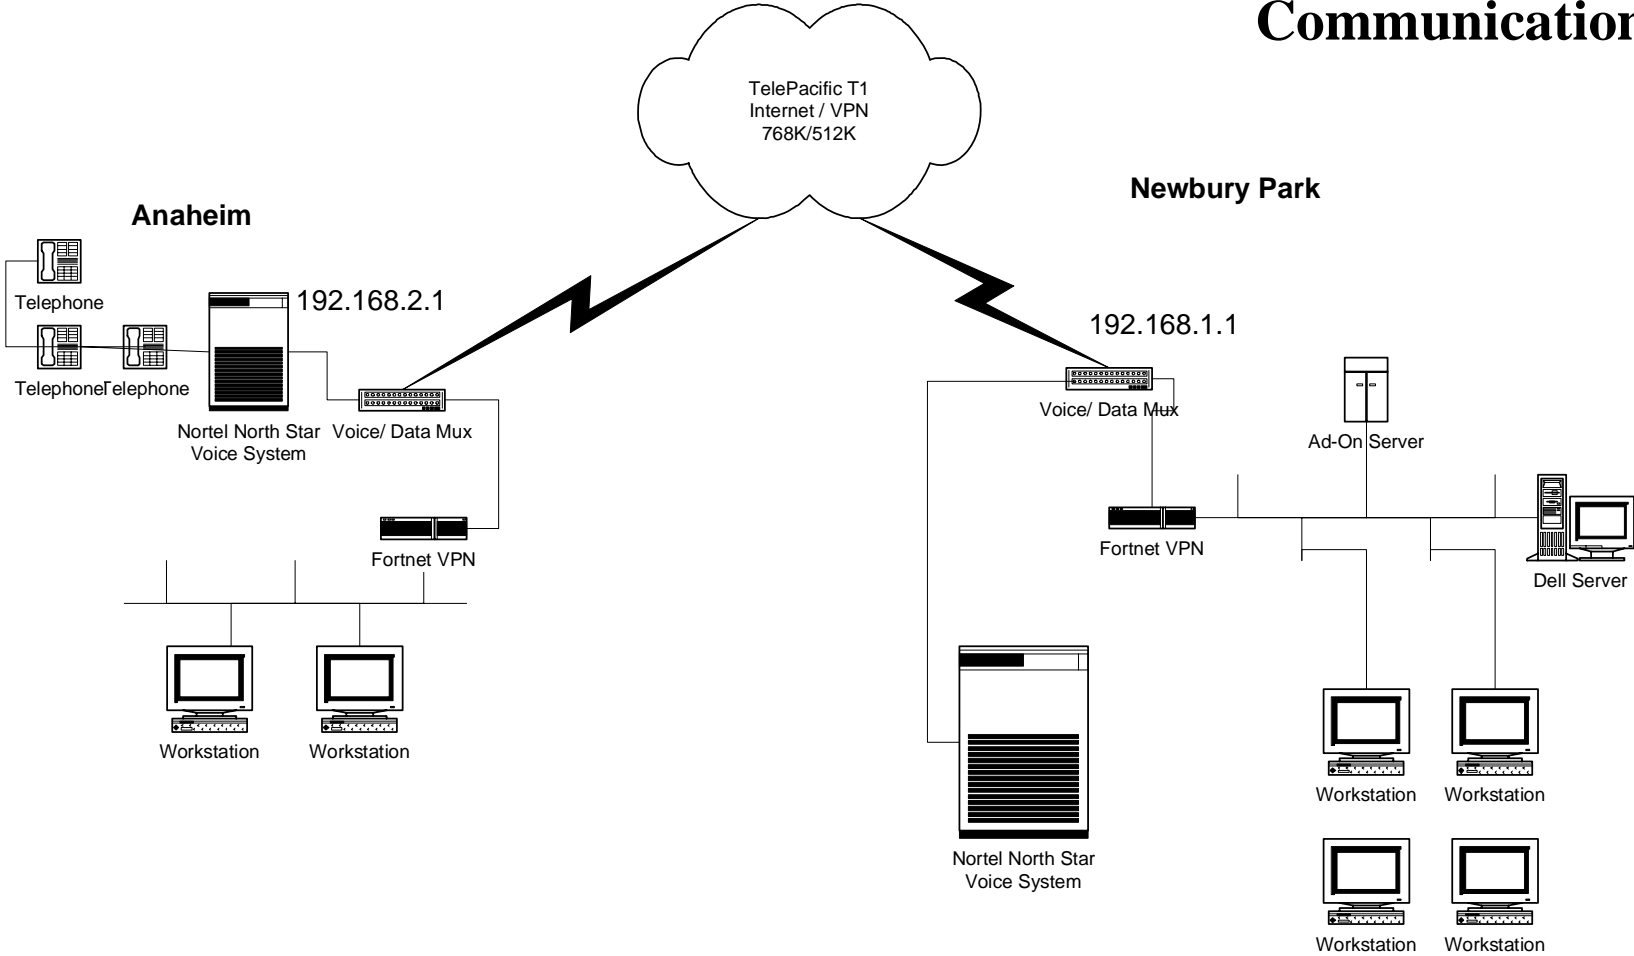 Communication
TelePacific T1
Internet / VPN
768K/512K
Newbury Park
Anaheim
Telephone
192.168.2.1
192.168.1.1
Telephone
Telephone
Nortel North Star
Voice System
Voice/ Data Mux
Voice/ Data Mux
Ad-On Server
Fortnet VPN
Fortnet VPN
Dell Server
Workstation
Workstation
Workstation
Workstation
Nortel North Star
Voice System
Workstation
Workstation